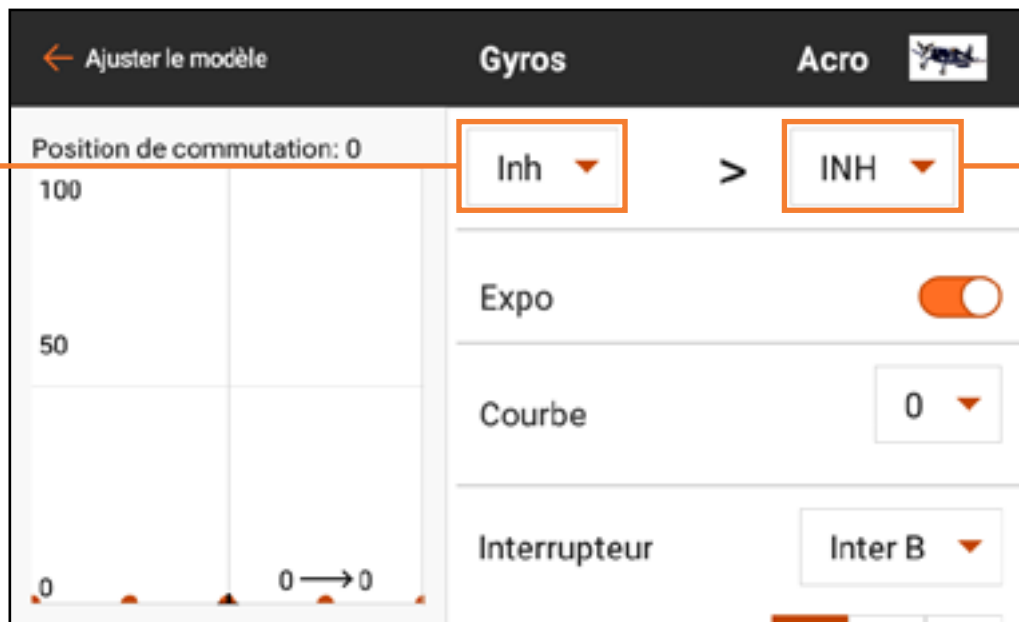 ← Ajuster le modèle Gyros Acro
Position de commutation: 0
Inh > INH
100
Expo
50
Courbe 0
Interrupteur Inter B
0 0→0